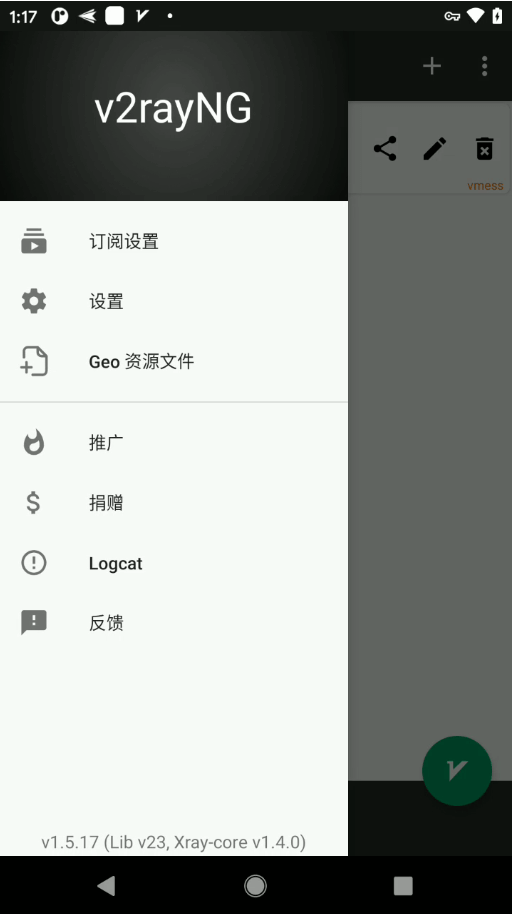 1:17
v2rayNG
vmess
订阅设置
设置
Geo 资源文件
推广
捐赠
Logcat
反馈
v1.5.17 (Lib v23, Xray-core v1.4.0)